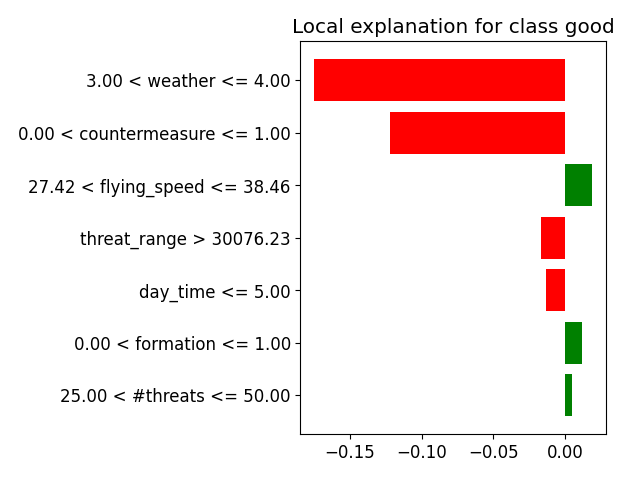 Local explanation for class good
3.00 < weather <= 4.00
0.00 < countermeasure <= 1.00
27.42 < flying_speed <= 38.46
threat_range > 30076.23
day_time <= 5.00
0.00 < formation <= 1.00
25.00 < #threats <= 50.00
−0.15 −0.10 −0.05 0.00